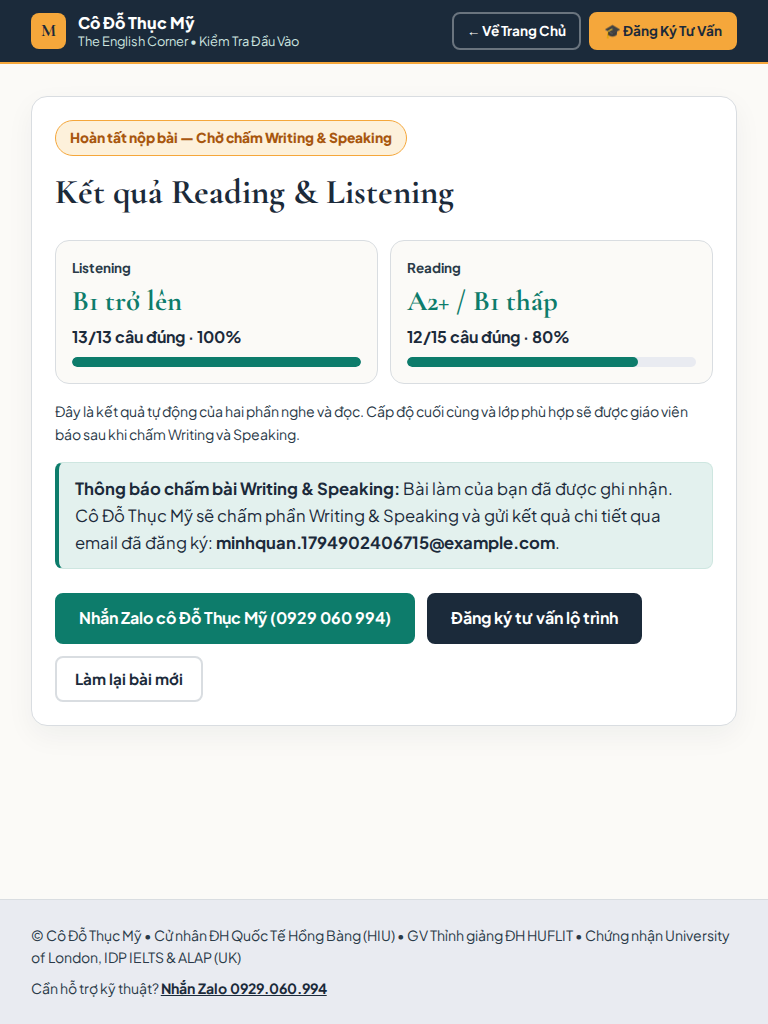 M
Cô Đỗ Thục Mỹ
The English Corner • Kiểm Tra Đầu Vào
← Về Trang Chủ
🎓 Đăng Ký Tư Vấn
Hoàn tất nộp bài — Chờ chấm Writing & Speaking
Kết quả Reading & Listening
Listening
B1 trở lên
13/13 câu đúng · 100%
Reading
A2+ / B1 thấp
12/15 câu đúng · 80%
Đây là kết quả tự động của hai phần nghe và đọc. Cấp độ cuối cùng và lớp phù hợp sẽ được giáo viên
báo sau khi chấm Writing và Speaking.
Thông báo chấm bài Writing & Speaking: Bài làm của bạn đã được ghi nhận.
Cô Đỗ Thục Mỹ sẽ chấm phần Writing & Speaking và gửi kết quả chi tiết qua
email đã đăng ký: minhquan.1794902406715@example.com.
Nhắn Zalo cô Đỗ Thục Mỹ (0929 060 994)
Đăng ký tư vấn lộ trình
Làm lại bài mới
© Cô Đỗ Thục Mỹ • Cử nhân ĐH Quốc Tế Hồng Bàng (HIU) • GV Thỉnh giảng ĐH HUFLIT • Chứng nhận University
of London, IDP IELTS & ALAP (UK)
Cần hỗ trợ kỹ thuật? Nhắn Zalo 0929.060.994